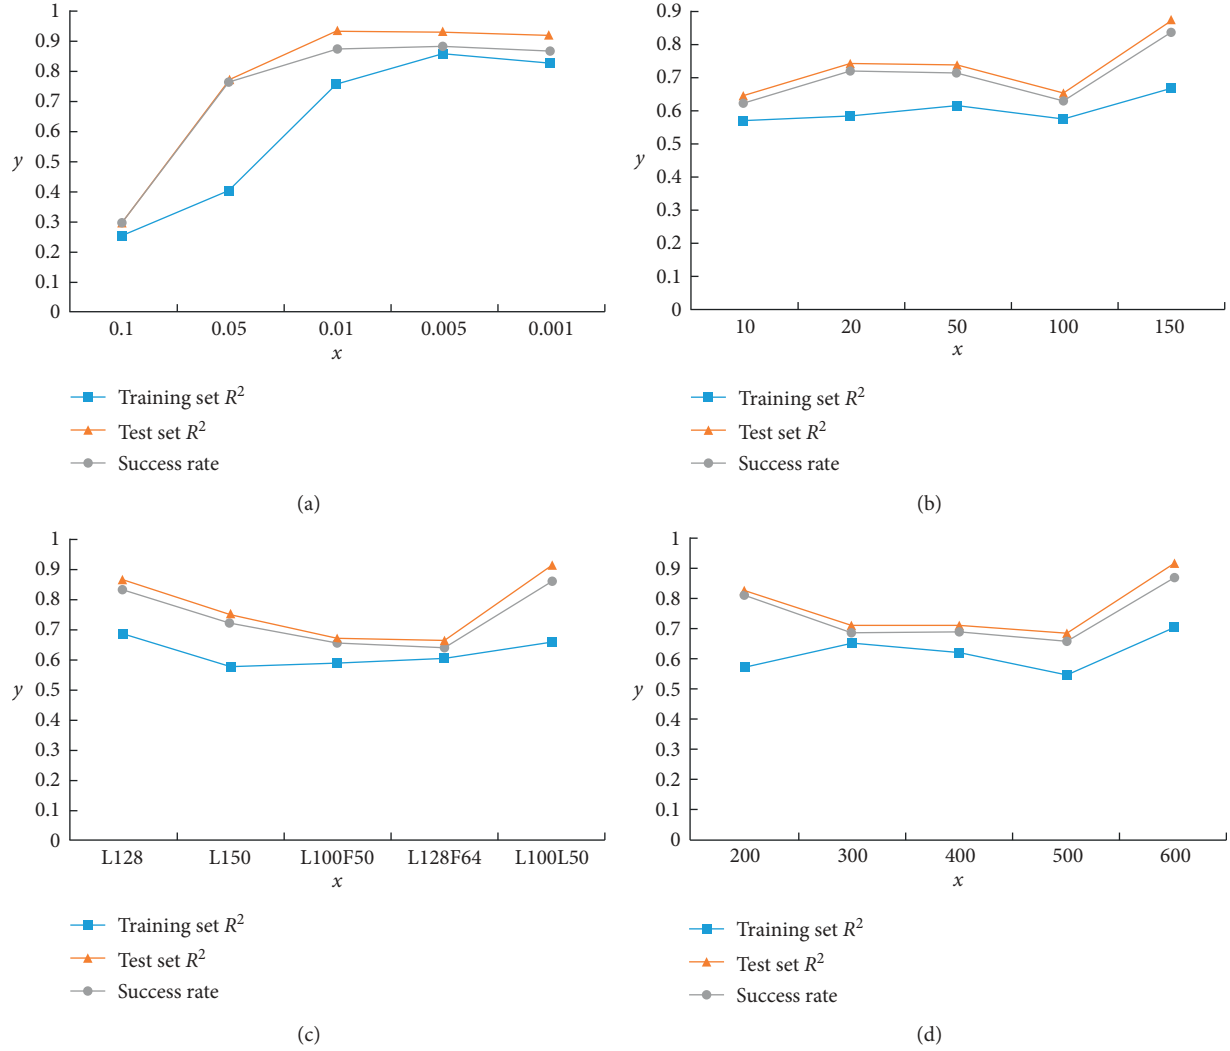 1
0.9
0.8
0.7
0.6
0.5
0.4
0.3
0.2
0.1
0
y
0.1 0.05 0.01 0.005 0.001
x
Training set R²
Test set R²
Success rate
(a)
0.9
0.8
0.7
0.6
0.5
0.4
0.3
0.2
0.1
0
y
10 20 50 100 150
x
Training set R²
Test set R²
Success rate
(b)
1
0.9
0.8
0.7
0.6
0.5
0.4
0.3
0.2
0.1
0
y
L128 L150 L100F50 L128F64 L100L50
x
Training set R²
Test set R²
Success rate
(c)
1
0.9
0.8
0.7
0.6
0.5
0.4
0.3
0.2
0.1
0
y
200 300 400 500 600
x
Training set R²
Test set R²
Success rate
(d)